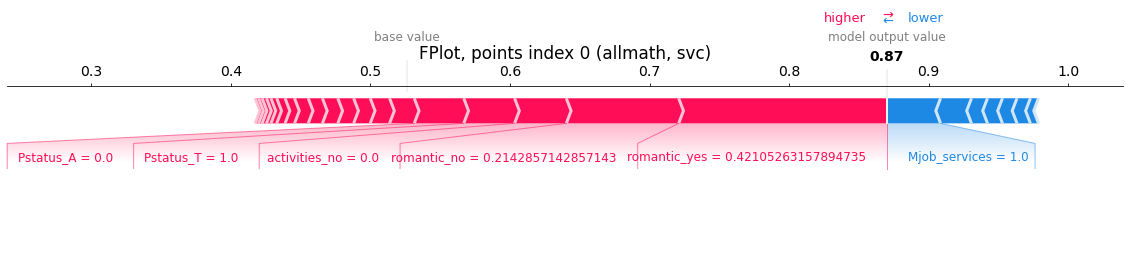 higher ⇄ lower
base value model output value
FPlot, points index 0 (allmath, svc) 0.87
0.3 0.4 0.5 0.6 0.7 0.8 0.9 1.0
Pstatus_A = 0.0 Pstatus_T = 1.0 activities_no = 0.0 romantic_no = 0.2142857142857143 romantic_yes = 0.42105263157894735 Mjob_services = 1.0